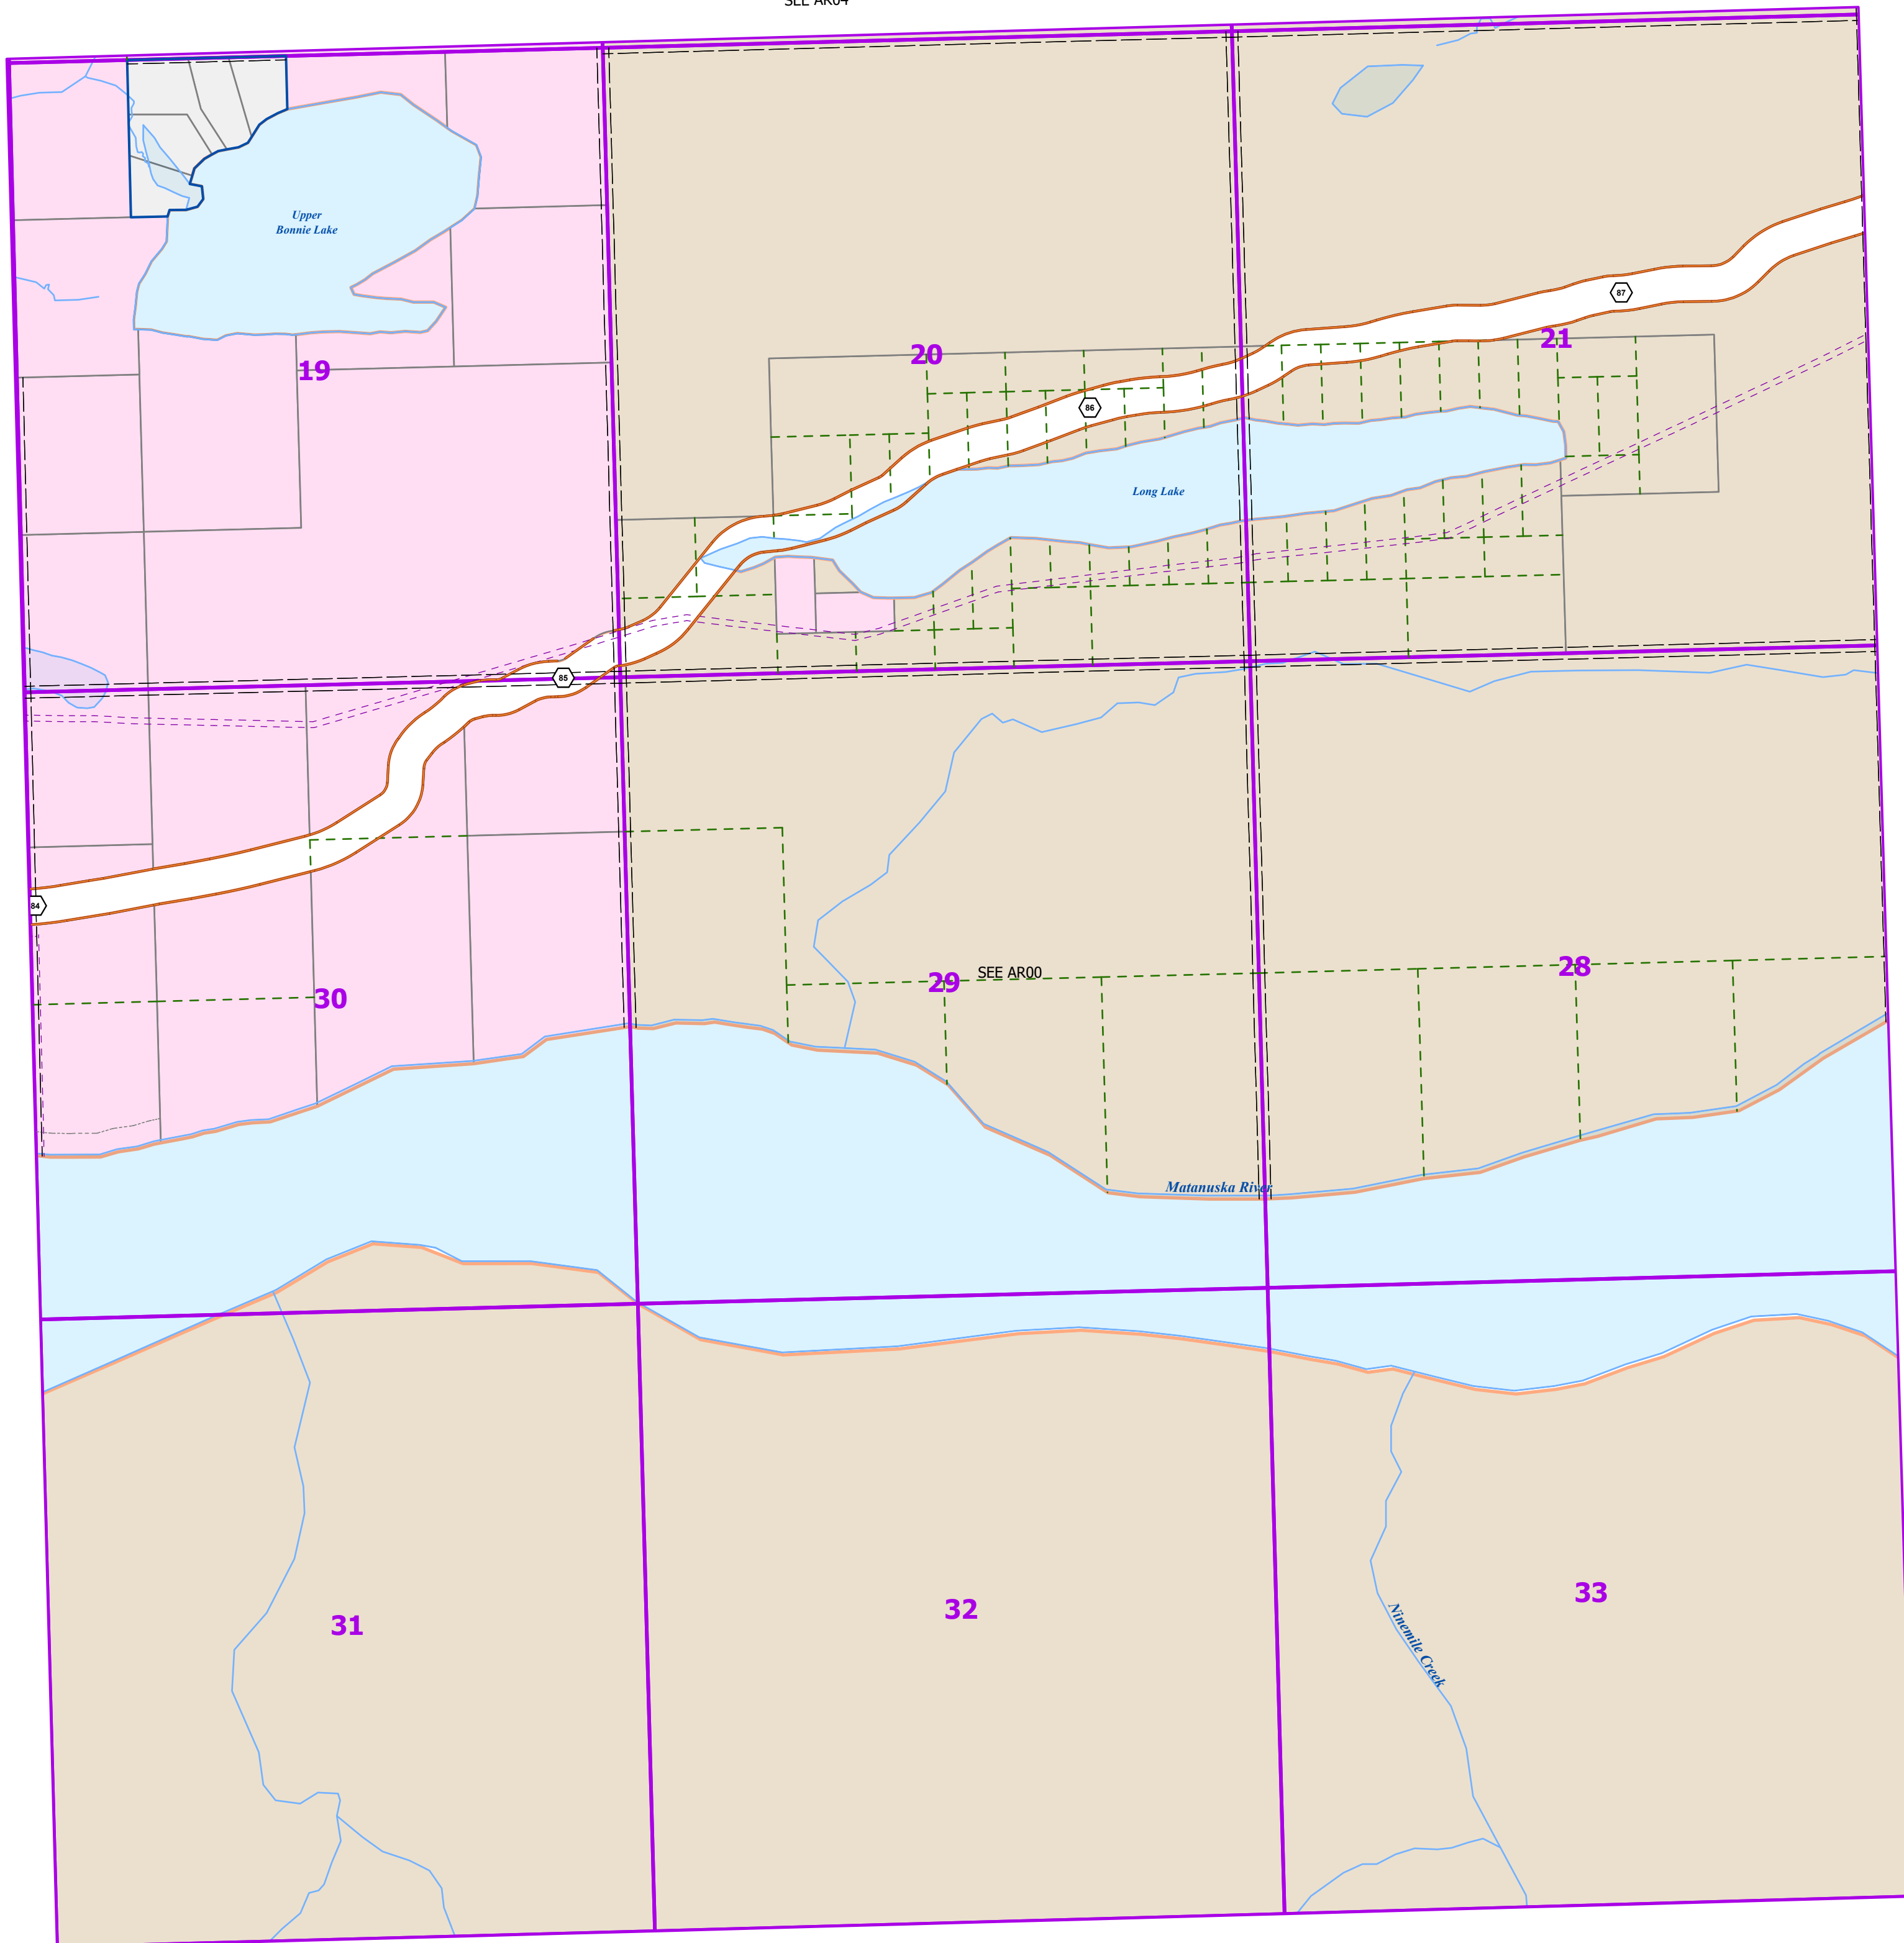 SEE AR04
Upper
Bonnie Lake
87
21
20
19
86
Long Lake
85
84
SEE AR00
28
29
30
Matanuska River
33
32
31
Ninemile Creek